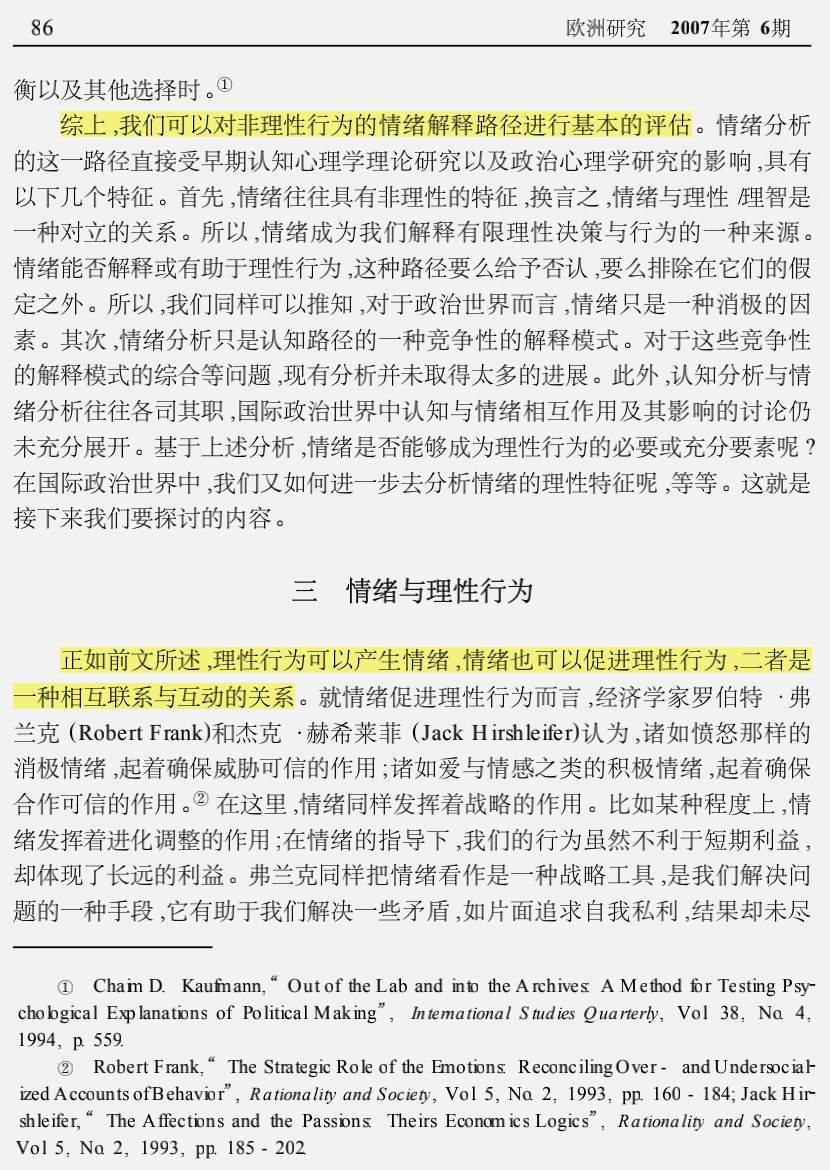 86 欧洲研究 2007年第 6期
衡以及其他选择时。①
综上,我们可以对非理性行为的情绪解释路径进行基本的评估。情绪分析
的这一路径直接受早期认知心理学理论研究以及政治心理学研究的影响,具有
以下几个特征。首先,情绪往往具有非理性的特征,换言之,情绪与理性/理智是
一种对立的关系。所以,情绪成为我们解释有限理性决策与行为的一种来源。
情绪能否解释或有助于理性行为,这种路径要么给予否认,要么排除在它们的假
定之外。所以,我们同样可以推知,对于政治世界而言,情绪只是一种消极的因
素。其次,情绪分析只是认知路径的一种竞争性的解释模式。对于这些竞争性
的解释模式的综合等问题,现有分析并未取得太多的进展。此外,认知分析与情
绪分析往往各司其职,国际政治世界中认知与情绪相互作用及其影响的讨论仍
未充分展开。基于上述分析,情绪是否能够成为理性行为的必要或充分要素呢?
在国际政治世界中,我们又如何进一步去分析情绪的理性特征呢,等等。这就是
接下来我们要探讨的内容。
三 情绪与理性行为
正如前文所述,理性行为可以产生情绪,情绪也可以促进理性行为,二者是
一种相互联系与互动的关系。就情绪促进理性行为而言,经济学家罗伯特·弗
兰克(Robert Frank)和杰克·赫希莱菲(Jack Hirshleifer)认为,诸如愤怒那样的
消极情绪,起着确保威胁可信的作用;诸如爱与情感之类的积极情绪,起着确保
合作可信的作用。② 在这里,情绪同样发挥着战略的作用。比如某种程度上,情
绪发挥着进化调整的作用;在情绪的指导下,我们的行为虽然不利于短期利益,
却体现了长远的利益。弗兰克同样把情绪看作是一种战略工具,是我们解决问
题的一种手段,它有助于我们解决一些矛盾,如片面追求自我私利,结果却未尽
① Chaim D. Kaufmann, “Out of the Lab and into the Archives: A Method for Testing Psy-
chological Explanations of Political Making”, International Studies Quarterly, Vol. 38, No. 4,
1994, p. 559.
② Robert Frank, “The Strategic Role of the Emotions: Reconciling Over- and Undersocial-
ized Accounts of Behavior”, Rationality and Society, Vol. 5, No. 2, 1993, pp. 160 - 184; Jack Hir-
shleifer, “The Affections and the Passions: Theirs Economics Logics”, Rationality and Society,
Vol. 5, No. 2, 1993, pp. 185 - 202.